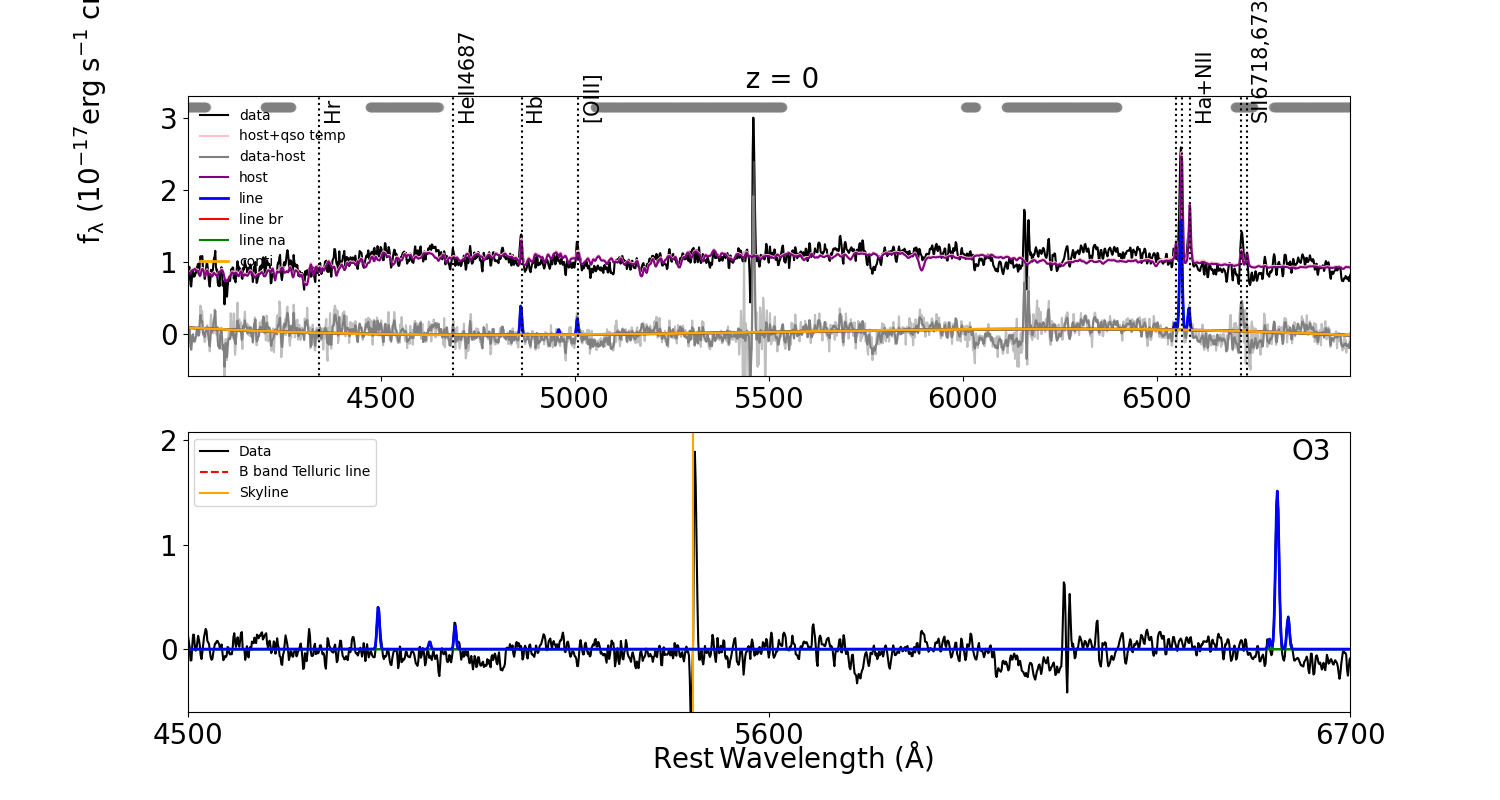 z = 0
fλ (10−17erg s−1 c
Hr
HeII4687
Hb
[OIII]
Ha+NII
SII6718,673
data
host+qso temp
data-host
host
line
line br
line na
conti
3
2
1
0
4500 5000 5500 6000 6500
Data
B band Telluric line
Skyline
O3
2
1
0
4500 5600 6700
Rest Wavelength (Å)